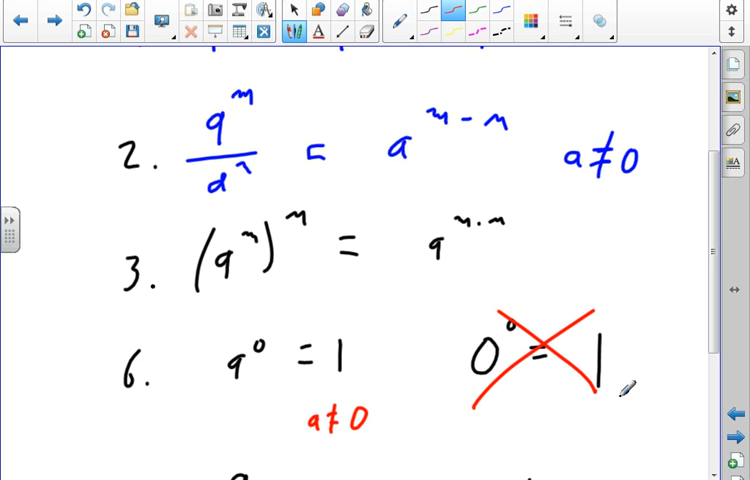 2. a^m / a^n = a^(m-n) a ≠ 0
3. (a^m)^n = a^(m·n)
6. a^0 = 1 0^0 = 1
a ≠ 0